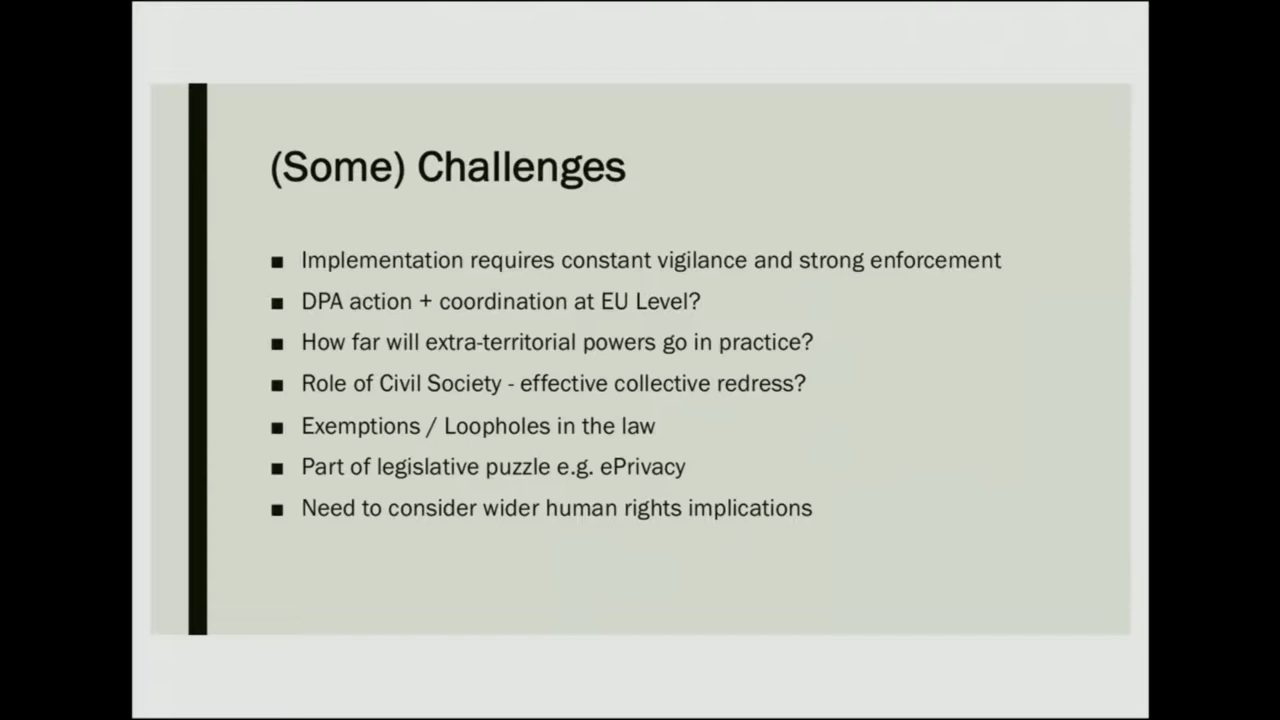 (Some) Challenges
■ Implementation requires constant vigilance and strong enforcement
■ DPA action + coordination at EU Level?
■ How far will extra-territorial powers go in practice?
■ Role of Civil Society - effective collective redress?
■ Exemptions / Loopholes in the law
■ Part of legislative puzzle e.g. ePrivacy
■ Need to consider wider human rights implications